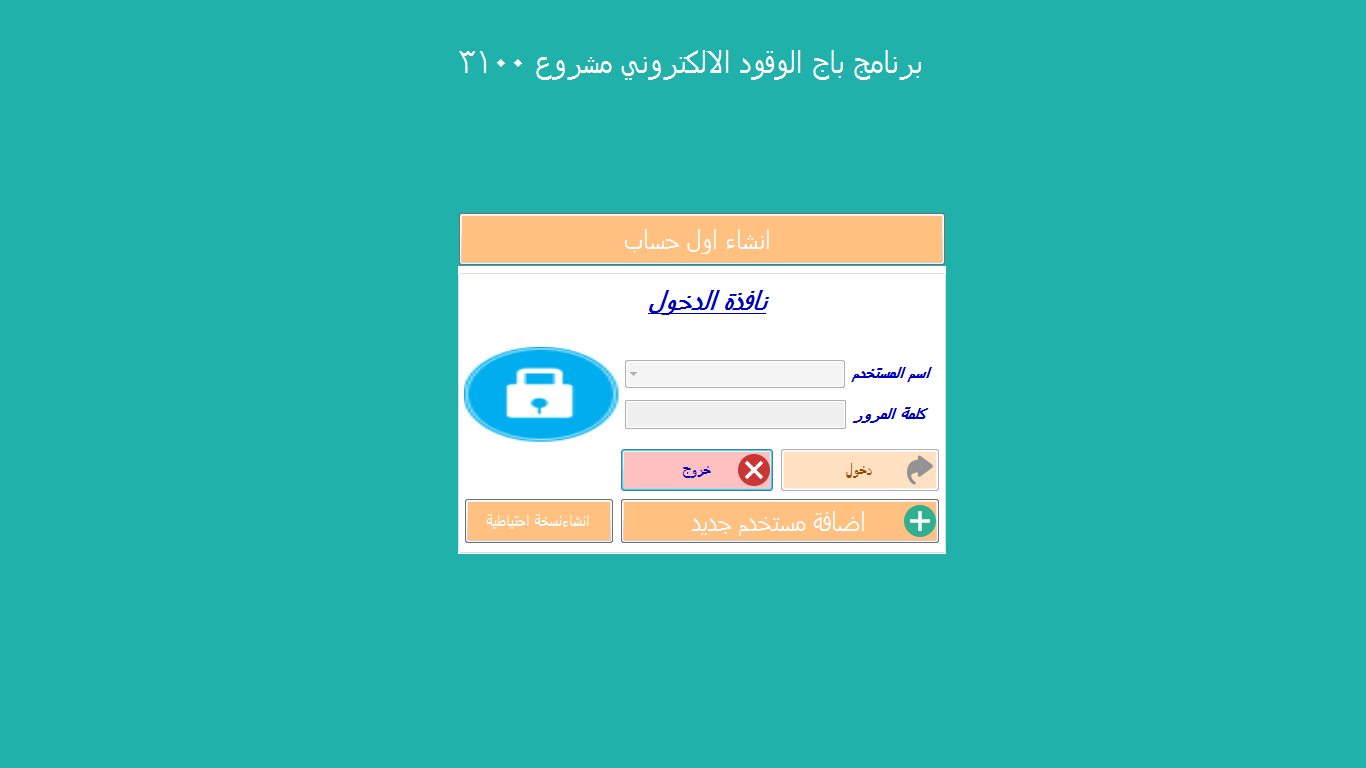 برنامج باج الوقود الالكتروني مشروع ٣١٠٠
انشاء اول حساب
نافذة الدخول
اسم المستخدم
كلمة المرور
دخول
خروج
اضافة مستخدم جديد
انشاءنسخة احتياطية